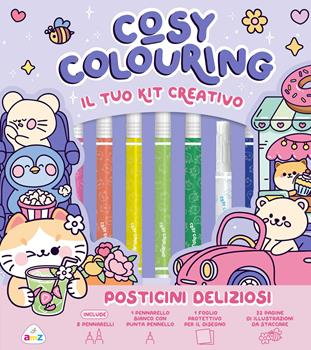 COSY
COLOURING
IL TUO KIT CREATIVO
POSTICINI DELIZIOSI
INCLUDE
8 PENNARELLI
1 PENNARELLO
BIANCO CON
PUNTA PENNELLO
1 FOGLIO
PROTETTIVO
PER IL DISEGNO
32 PAGINE
DI ILLUSTRAZIONI
DA STACCARE
amz